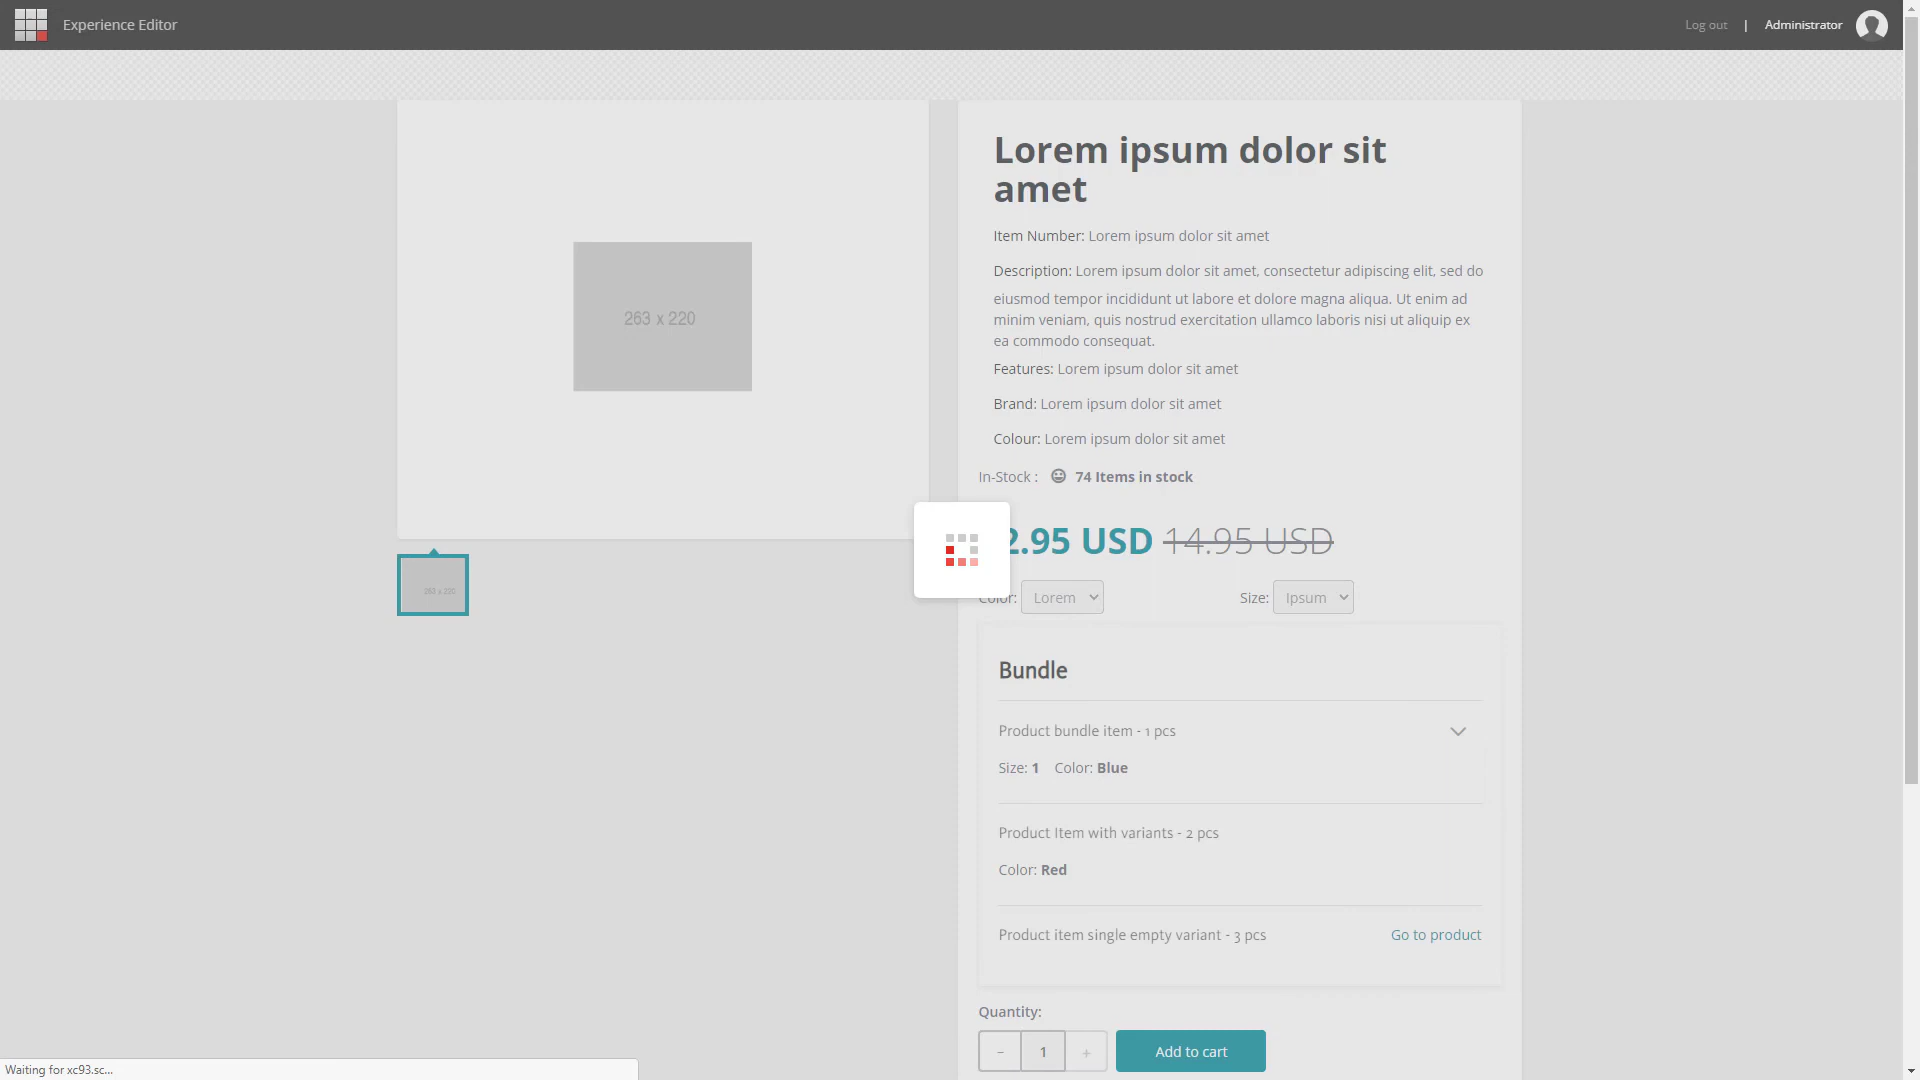 Experience Editor
Log out | Administrator
263 x 220
Lorem ipsum dolor sit
amet
Item Number: Lorem ipsum dolor sit amet
Description: Lorem ipsum dolor sit amet, consectetur adipiscing elit, sed do
eiusmod tempor incididunt ut labore et dolore magna aliqua. Ut enim ad
minim veniam, quis nostrud exercitation ullamco laboris nisi ut aliquip ex
ea commodo consequat.
Features: Lorem ipsum dolor sit amet
Brand: Lorem ipsum dolor sit amet
Colour: Lorem ipsum dolor sit amet
In-Stock : 74 Items in stock
2.95 USD 14.95 USD
263 x 220
Color: Lorem Size: Ipsum
Bundle
Product bundle item - 1 pcs
Size: 1 Color: Blue
Product Item with variants - 2 pcs
Color: Red
Product item single empty variant - 3 pcs Go to product
Quantity:
- 1 + Add to cart
Waiting for xc93.sc...